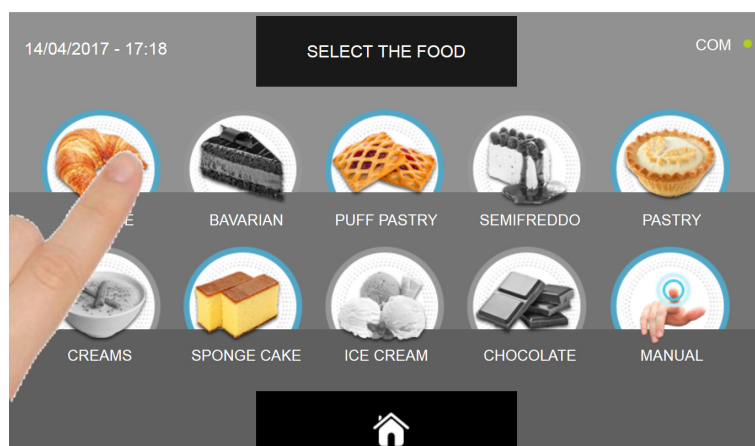 14/04/2017 - 17:18
SELECT THE FOOD
COM
BAVARIAN
PUFF PASTRY
SEMIFREDDO
PASTRY
CREAMS
SPONGE CAKE
ICE CREAM
CHOCOLATE
MANUAL